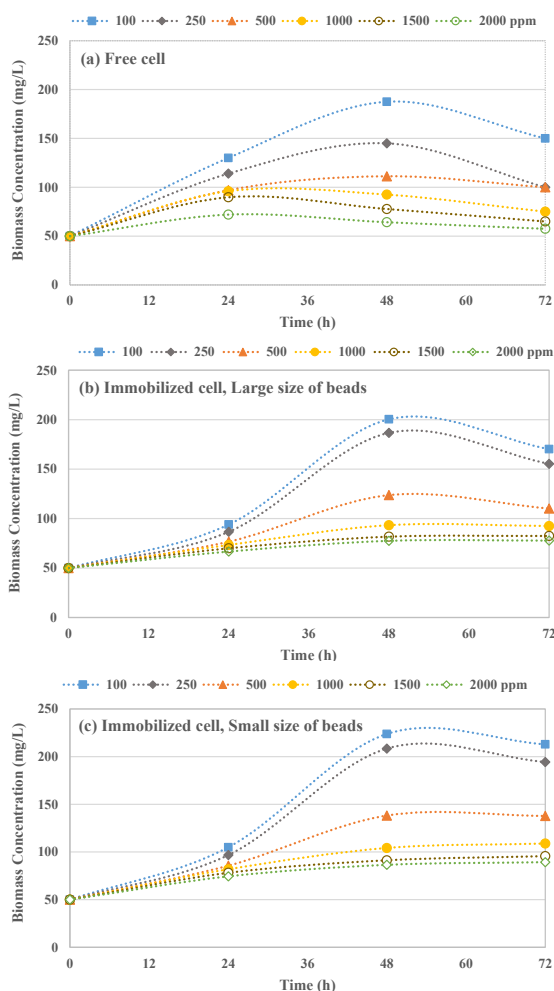 100 250 500 1000 1500 2000 ppm
250
(a) Free cell
200
150
100
50
0
0 12 24 36 48 60 72
Time (h)
Biomass Concentration (mg/L)
100 250 500 1000 1500 2000 ppm
250
(b) Immobilized cell, Large size of beads
200
150
100
50
0
0 12 24 36 48 60 72
Time (h)
Biomass Concentration (mg/L)
100 250 500 1000 1500 2000 ppm
250
(c) Immobilized cell, Small size of beads
200
150
100
50
0
0 12 24 36 48 60 72
Time (h)
Biomass Concentration (mg/L)